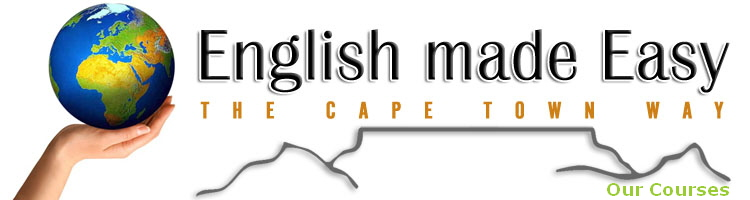 English made Easy
THE CAPE TOWN WAY
Our Courses